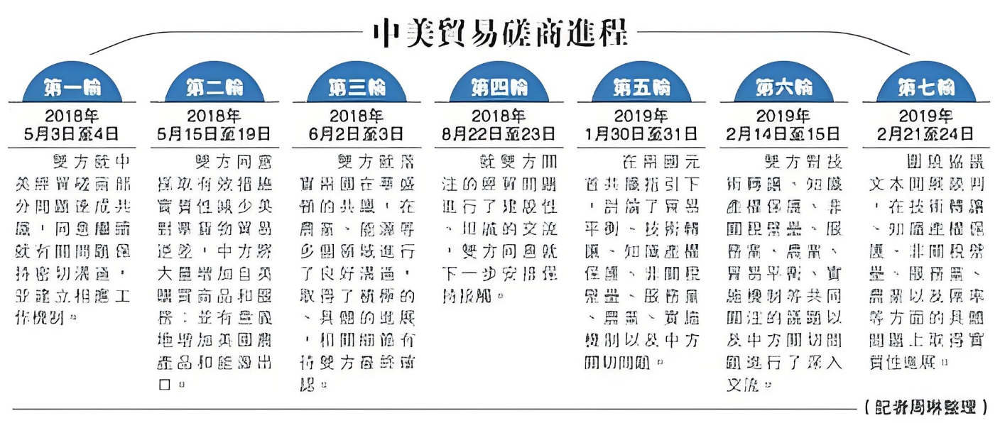 中美貿易磋商進程
第一輪
2018年
5月3日至4日
雙方就中
美經貿磋商部
分問題達成共
識，同意繼續
就有關問題保
持密切溝通，
並建立相應工
作機制。
第二輪
2018年
5月15日至19日
雙方同意
採取有效措施
實質性減少美
對華貨物貿易
逆差，中方將
大量增加自美
購買商品和服
務；並有意義
地增加美國農
產品和能源出
口。
第三輪
2018年
6月2日至3日
雙方就落
實兩國在華盛
頓的共識，在
農業、能源等
多個領域進行
了良好溝通，
取得了積極的
、具體的進展
，相關細節有
待雙方最終確
認。
第四輪
2018年
8月22日至23日
就雙方關
注的經貿問題
進行了建設性
、坦誠的交流
，雙方同意就
下一步安排保
持接觸。
第五輪
2019年
1月30日至31日
在兩國元
首共識指引下
，討論了貿易
平衡、技術轉
讓、知識產權
保護、非關稅
壁壘、服務業
、農業、實施
機制以及中方
關切問題。
第六輪
2019年
2月14日至15日
雙方對技
術轉讓、知識
產權保護、非
關稅壁壘、服
務業、農業、
貿易平衡、實
施機制等共同
關注的議題以
及中方關切問
題進行了深入
交流。
第七輪
2019年
2月21至24日
圍繞協議
文本開展談判
，在技術轉讓
、知識產權保
護、非關稅壁
壘、服務業、
農業以及匯率
等方面的具體
問題上取得實
質性進展。
（記者周琳整理）